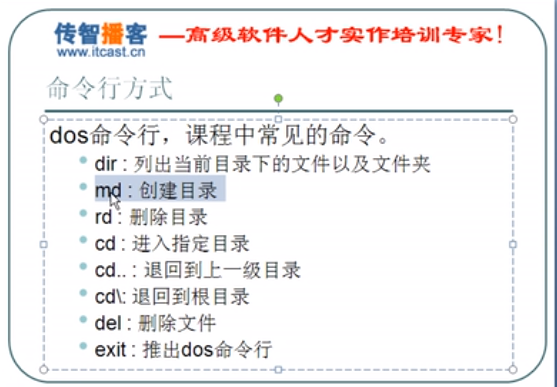 传智播客 —高级软件人才实作培训专家！
www.itcast.cn
命令行方式
dos命令行，课程中常见的命令。
dir : 列出当前目录下的文件以及文件夹
md : 创建目录
rd : 删除目录
cd : 进入指定目录
cd.. : 退回到上一级目录
cd\: 退回到根目录
del : 删除文件
exit : 推出dos命令行